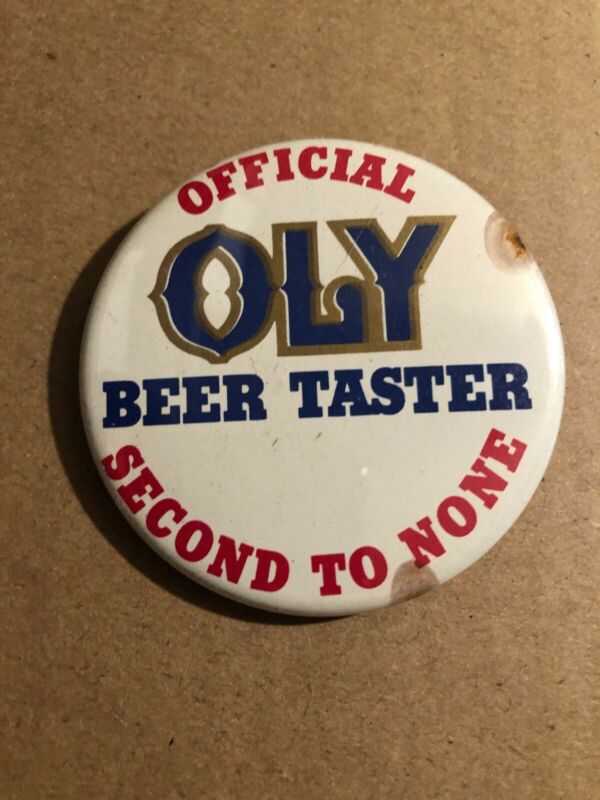 OFFICIAL
OLY
BEER TASTER
SECOND TO NONE